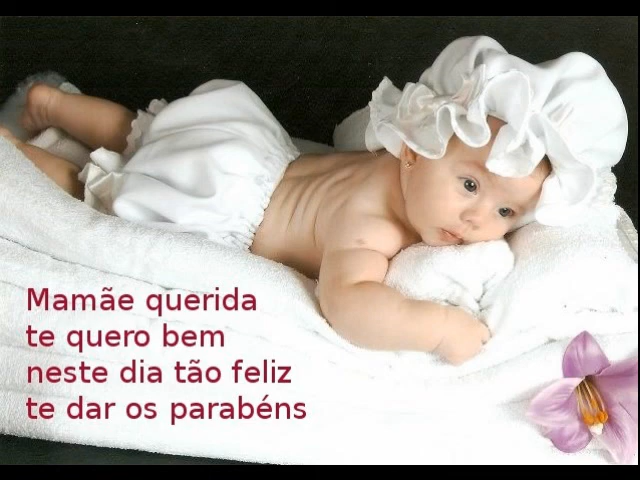 Mamãe querida
te quero bem
neste dia tão feliz
te dar os parabéns